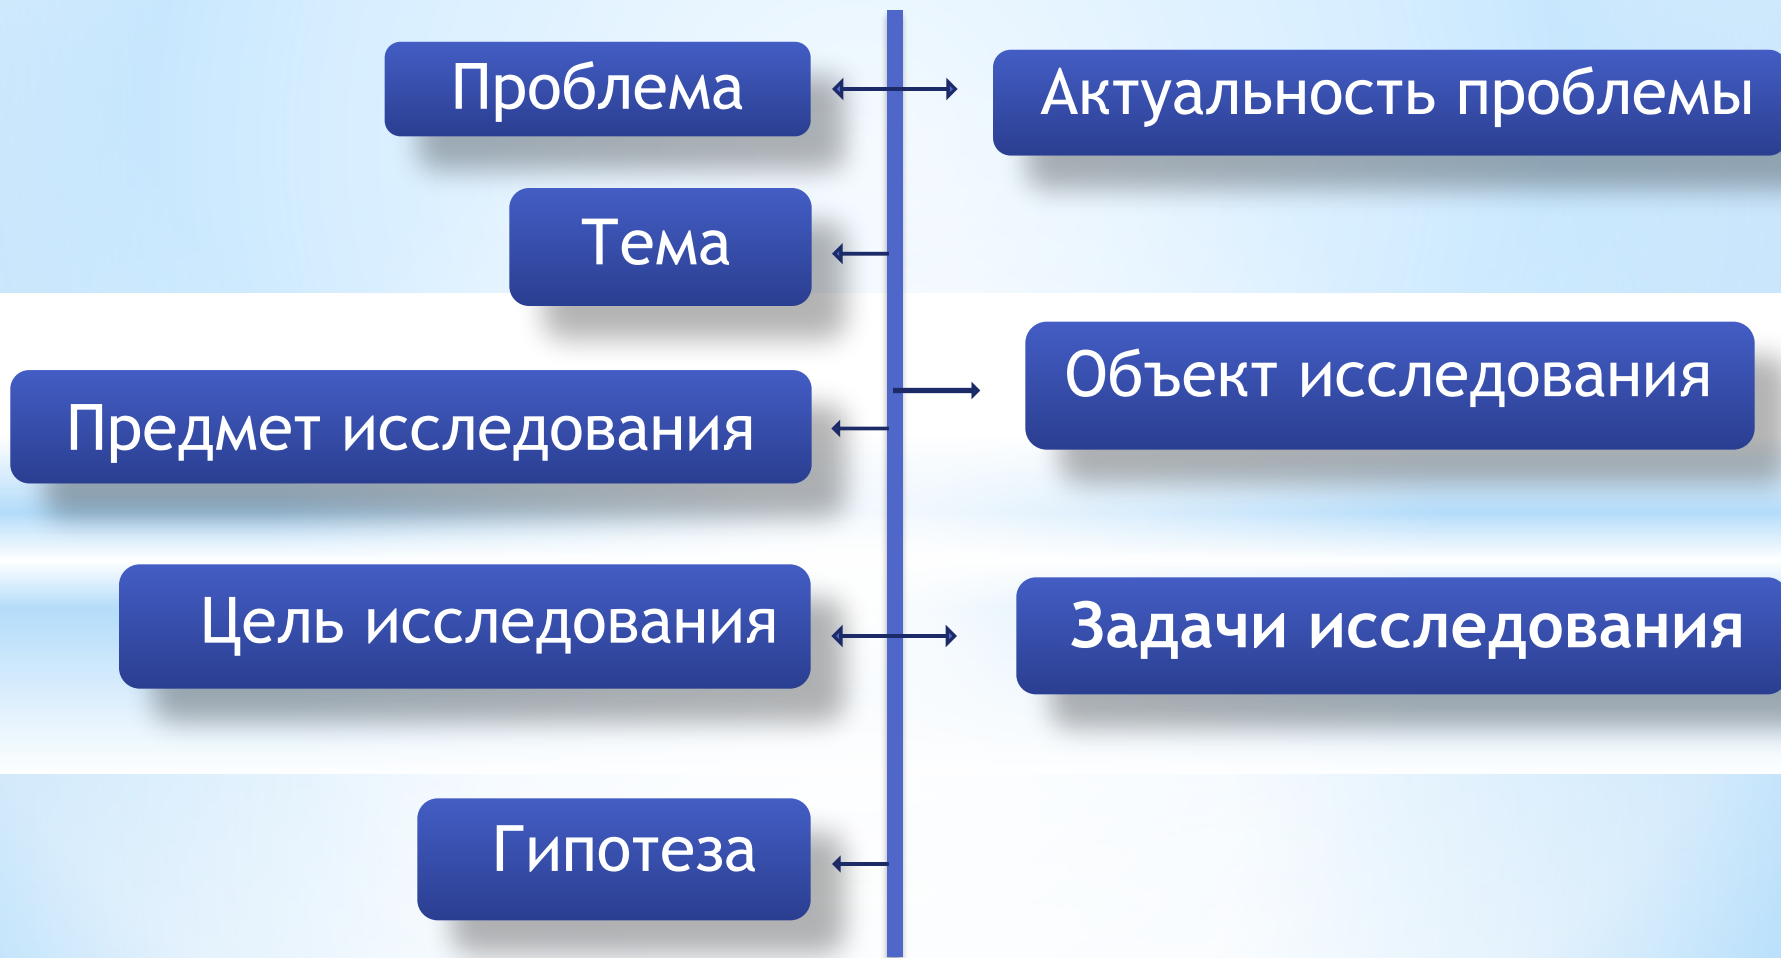 Проблема
Актуальность проблемы
Тема
Объект исследования
Предмет исследования
Цель исследования
Задачи исследования
Гипотеза